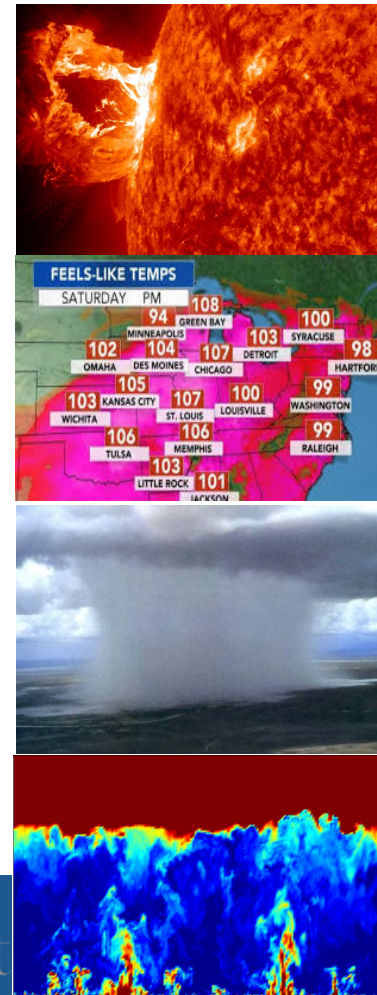 FEELS-LIKE TEMPS
SATURDAY PM
108
GREEN BAY
94
MINNEAPOLIS
100
SYRACUSE
102
OMAHA
104
DES MOINES
107
CHICAGO
103
DETROIT
98
HARTFORD
105
KANSAS CITY
103
WICHITA
107
ST. LOUIS
100
LOUISVILLE
99
WASHINGTON
106
TULSA
106
MEMPHIS
99
RALEIGH
103
LITTLE ROCK
101
JACKSON
t